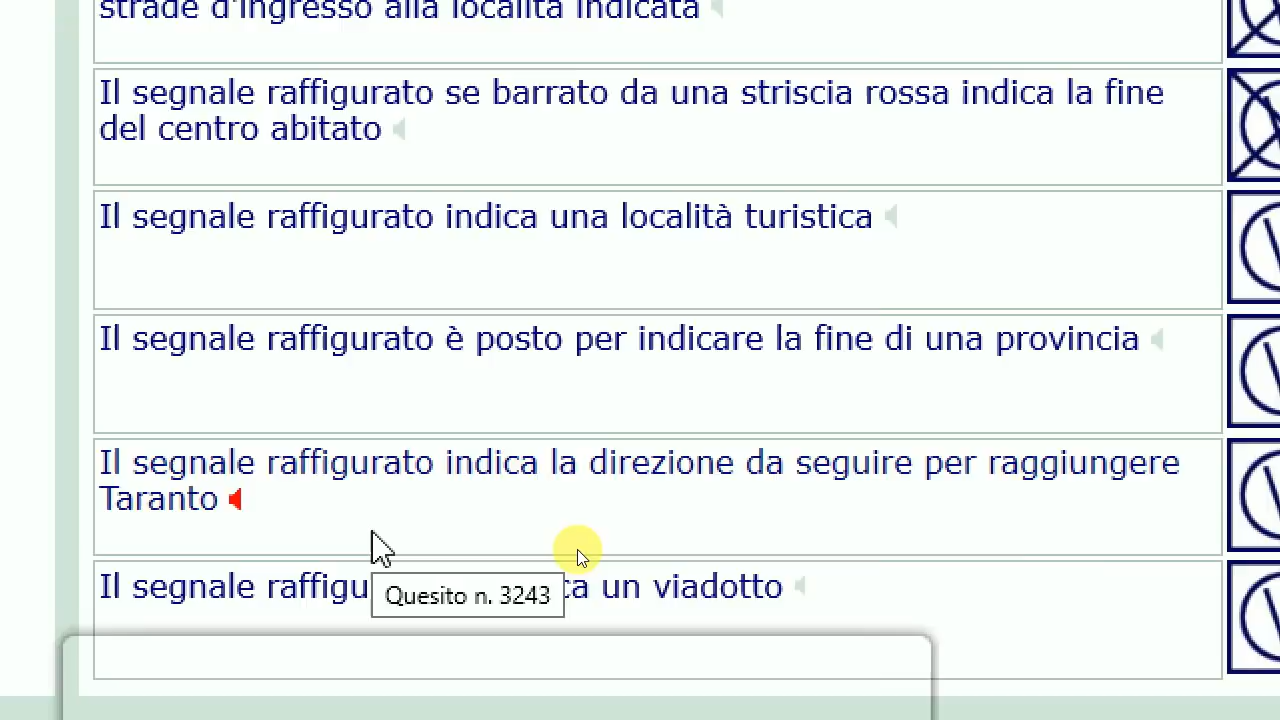 strade d'ingresso alla località indicata
Il segnale raffigurato se barrato da una striscia rossa indica la fine
del centro abitato
Il segnale raffigurato indica una località turistica
Il segnale raffigurato è posto per indicare la fine di una provincia
Il segnale raffigurato indica la direzione da seguire per raggiungere
Taranto
Il segnale un viadotto
Quesito n. 3243